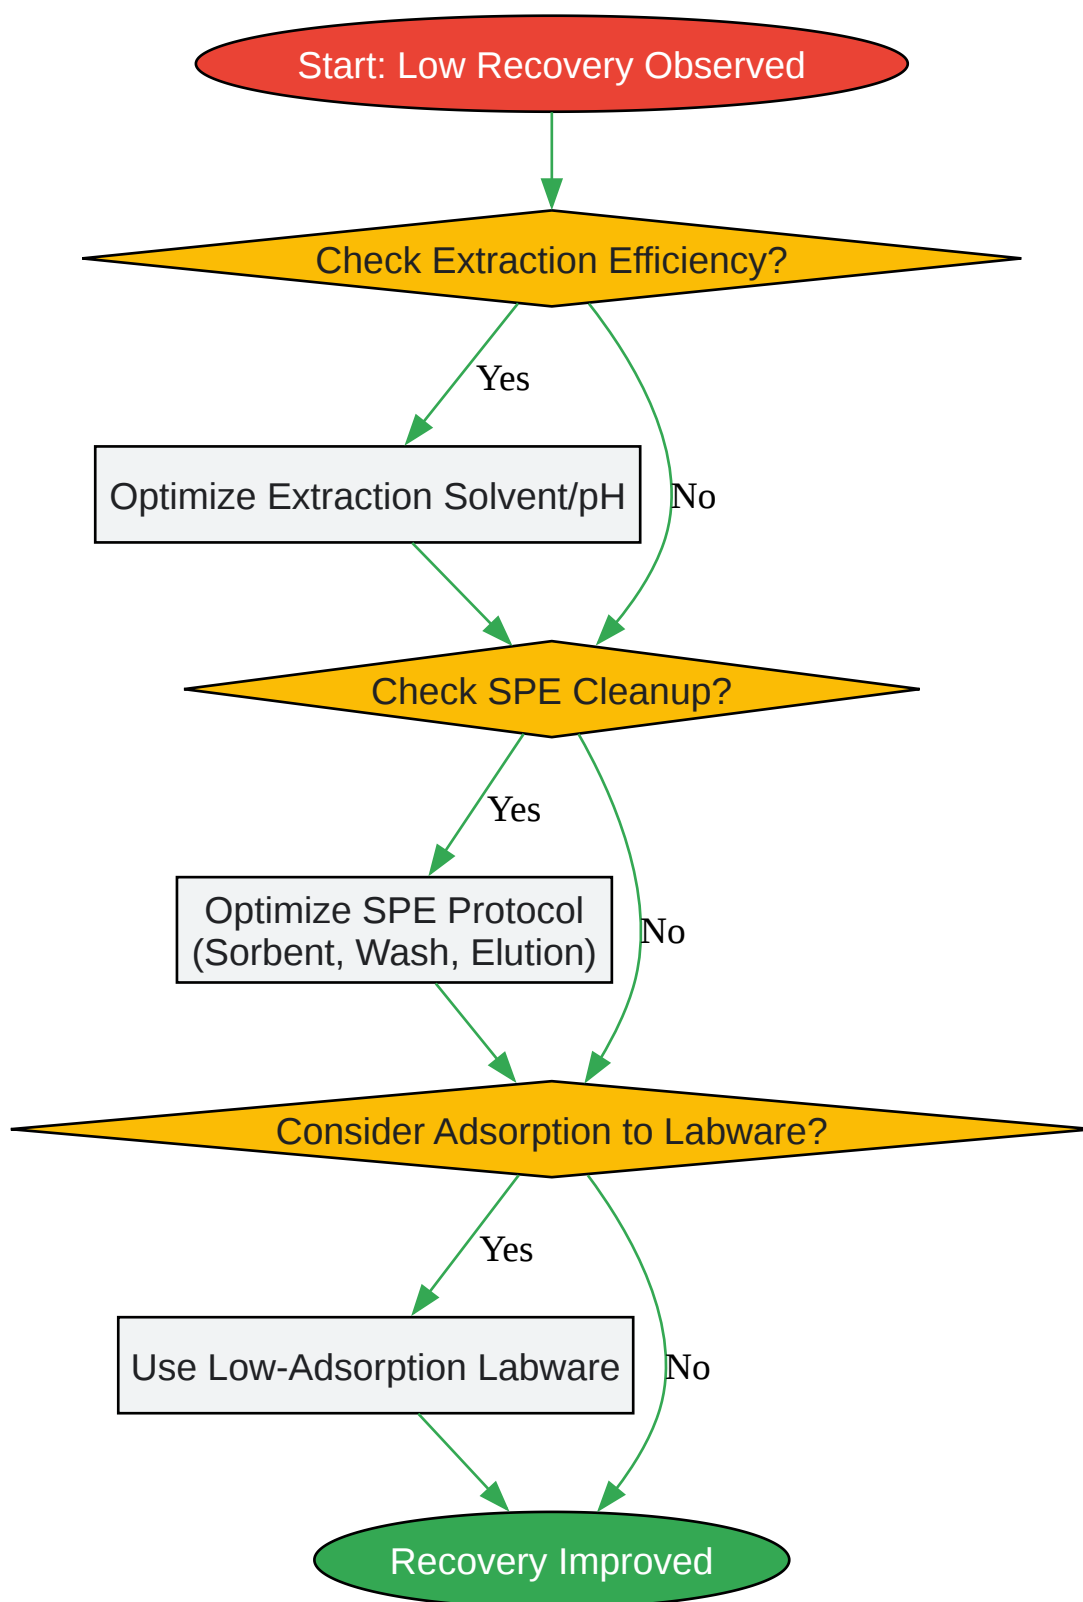 Start: Low Recovery Observed
Check Extraction Efficiency?
Yes
Optimize Extraction Solvent/pH
No
Check SPE Cleanup?
Yes
Optimize SPE Protocol
(Sorbent, Wash, Elution)
No
Consider Adsorption to Labware?
Yes
Use Low-Adsorption Labware
No
Recovery Improved